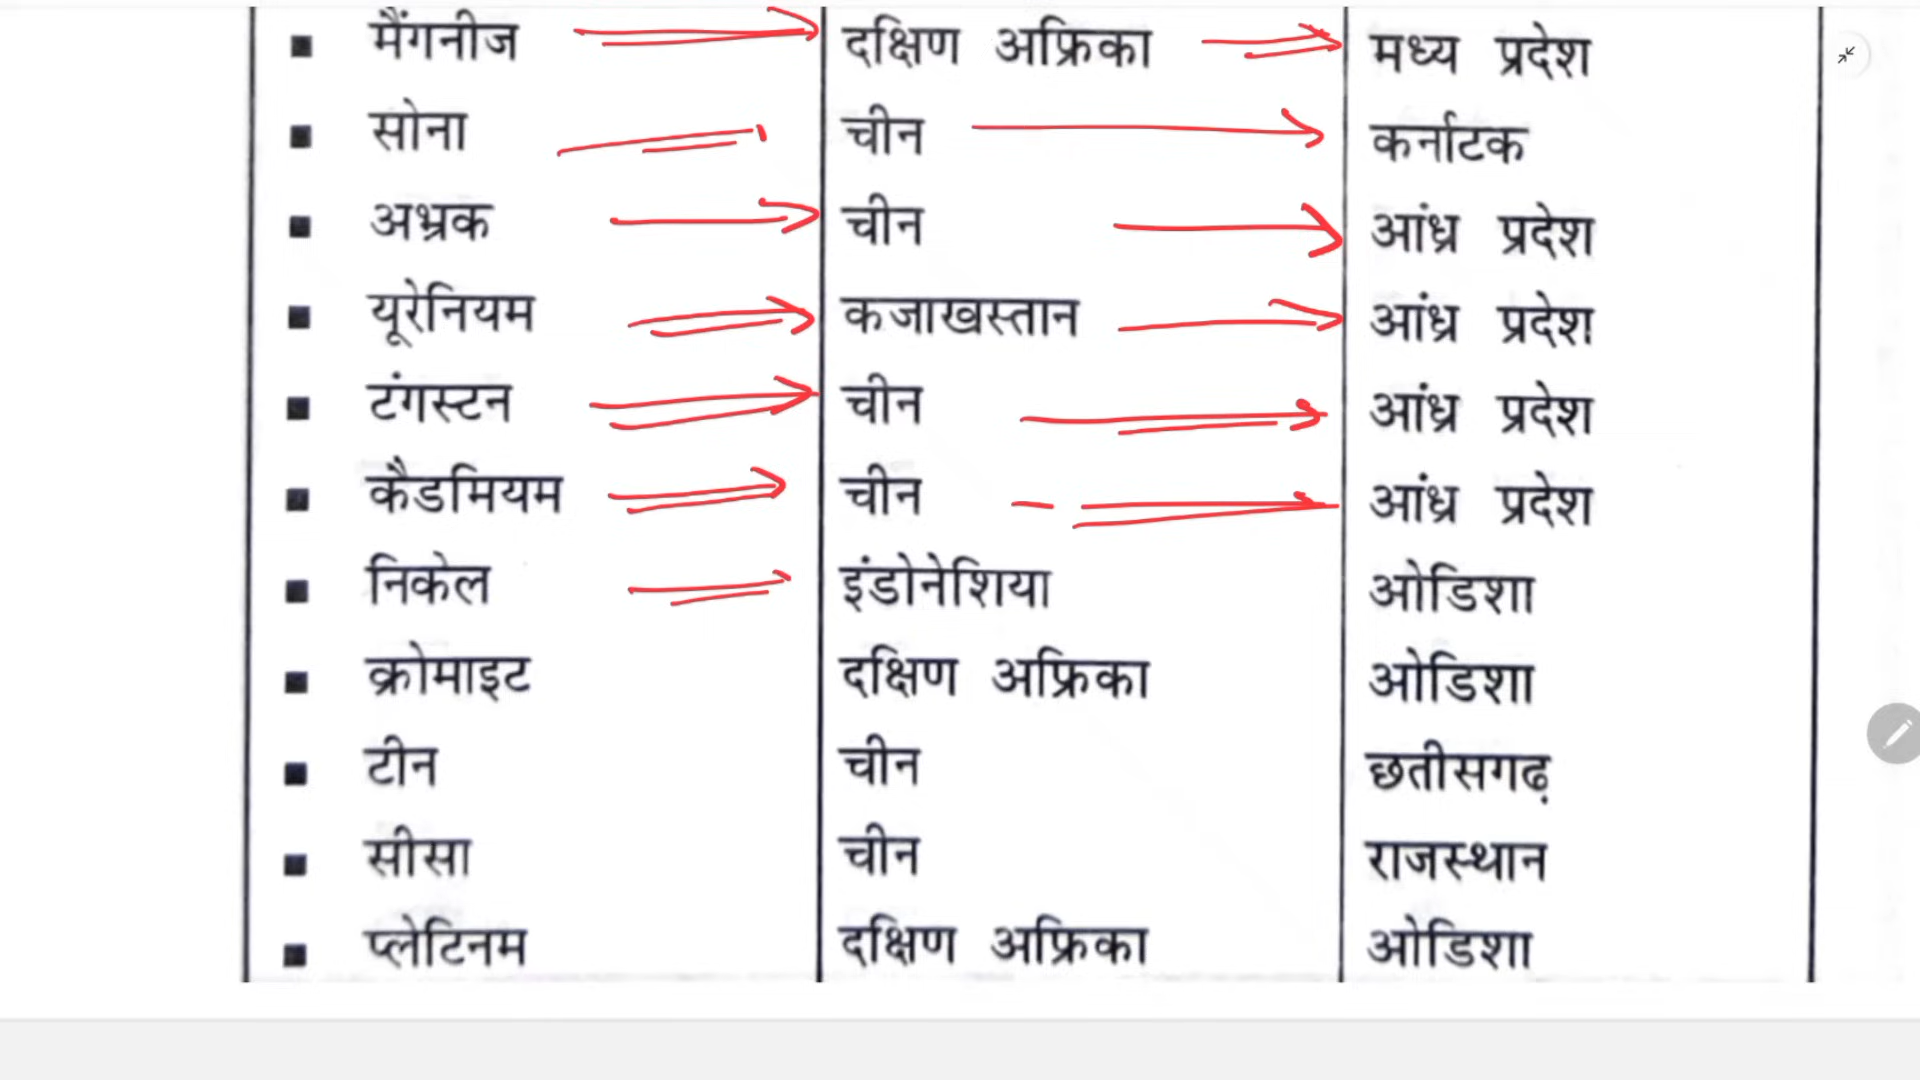 मैंगनीज दक्षिण अफ्रिका मध्य प्रदेश
सोना चीन कर्नाटक
अभ्रक चीन आंध्र प्रदेश
यूरेनियम कजाखस्तान आंध्र प्रदेश
टंगस्टन चीन आंध्र प्रदेश
कैडमियम चीन आंध्र प्रदेश
निकेल इंडोनेशिया ओडिशा
क्रोमाइट दक्षिण अफ्रिका ओडिशा
टीन चीन छतीसगढ़
सीसा चीन राजस्थान
प्लेटिनम दक्षिण अफ्रिका ओडिशा